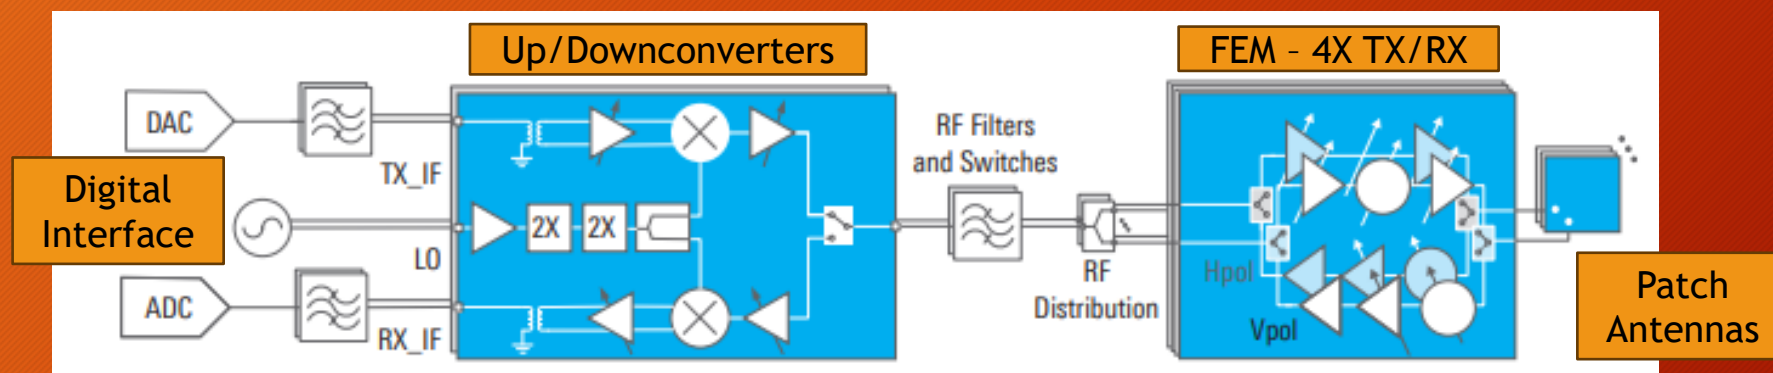 Up/Downconverters
FEM – 4X TX/RX
DAC
TX_IF
Digital
Interface
LO
2X
2X
ADC
RX_IF
RF Filters
and Switches
RF
Distribution
Hpol
Vpol
Patch
Antennas